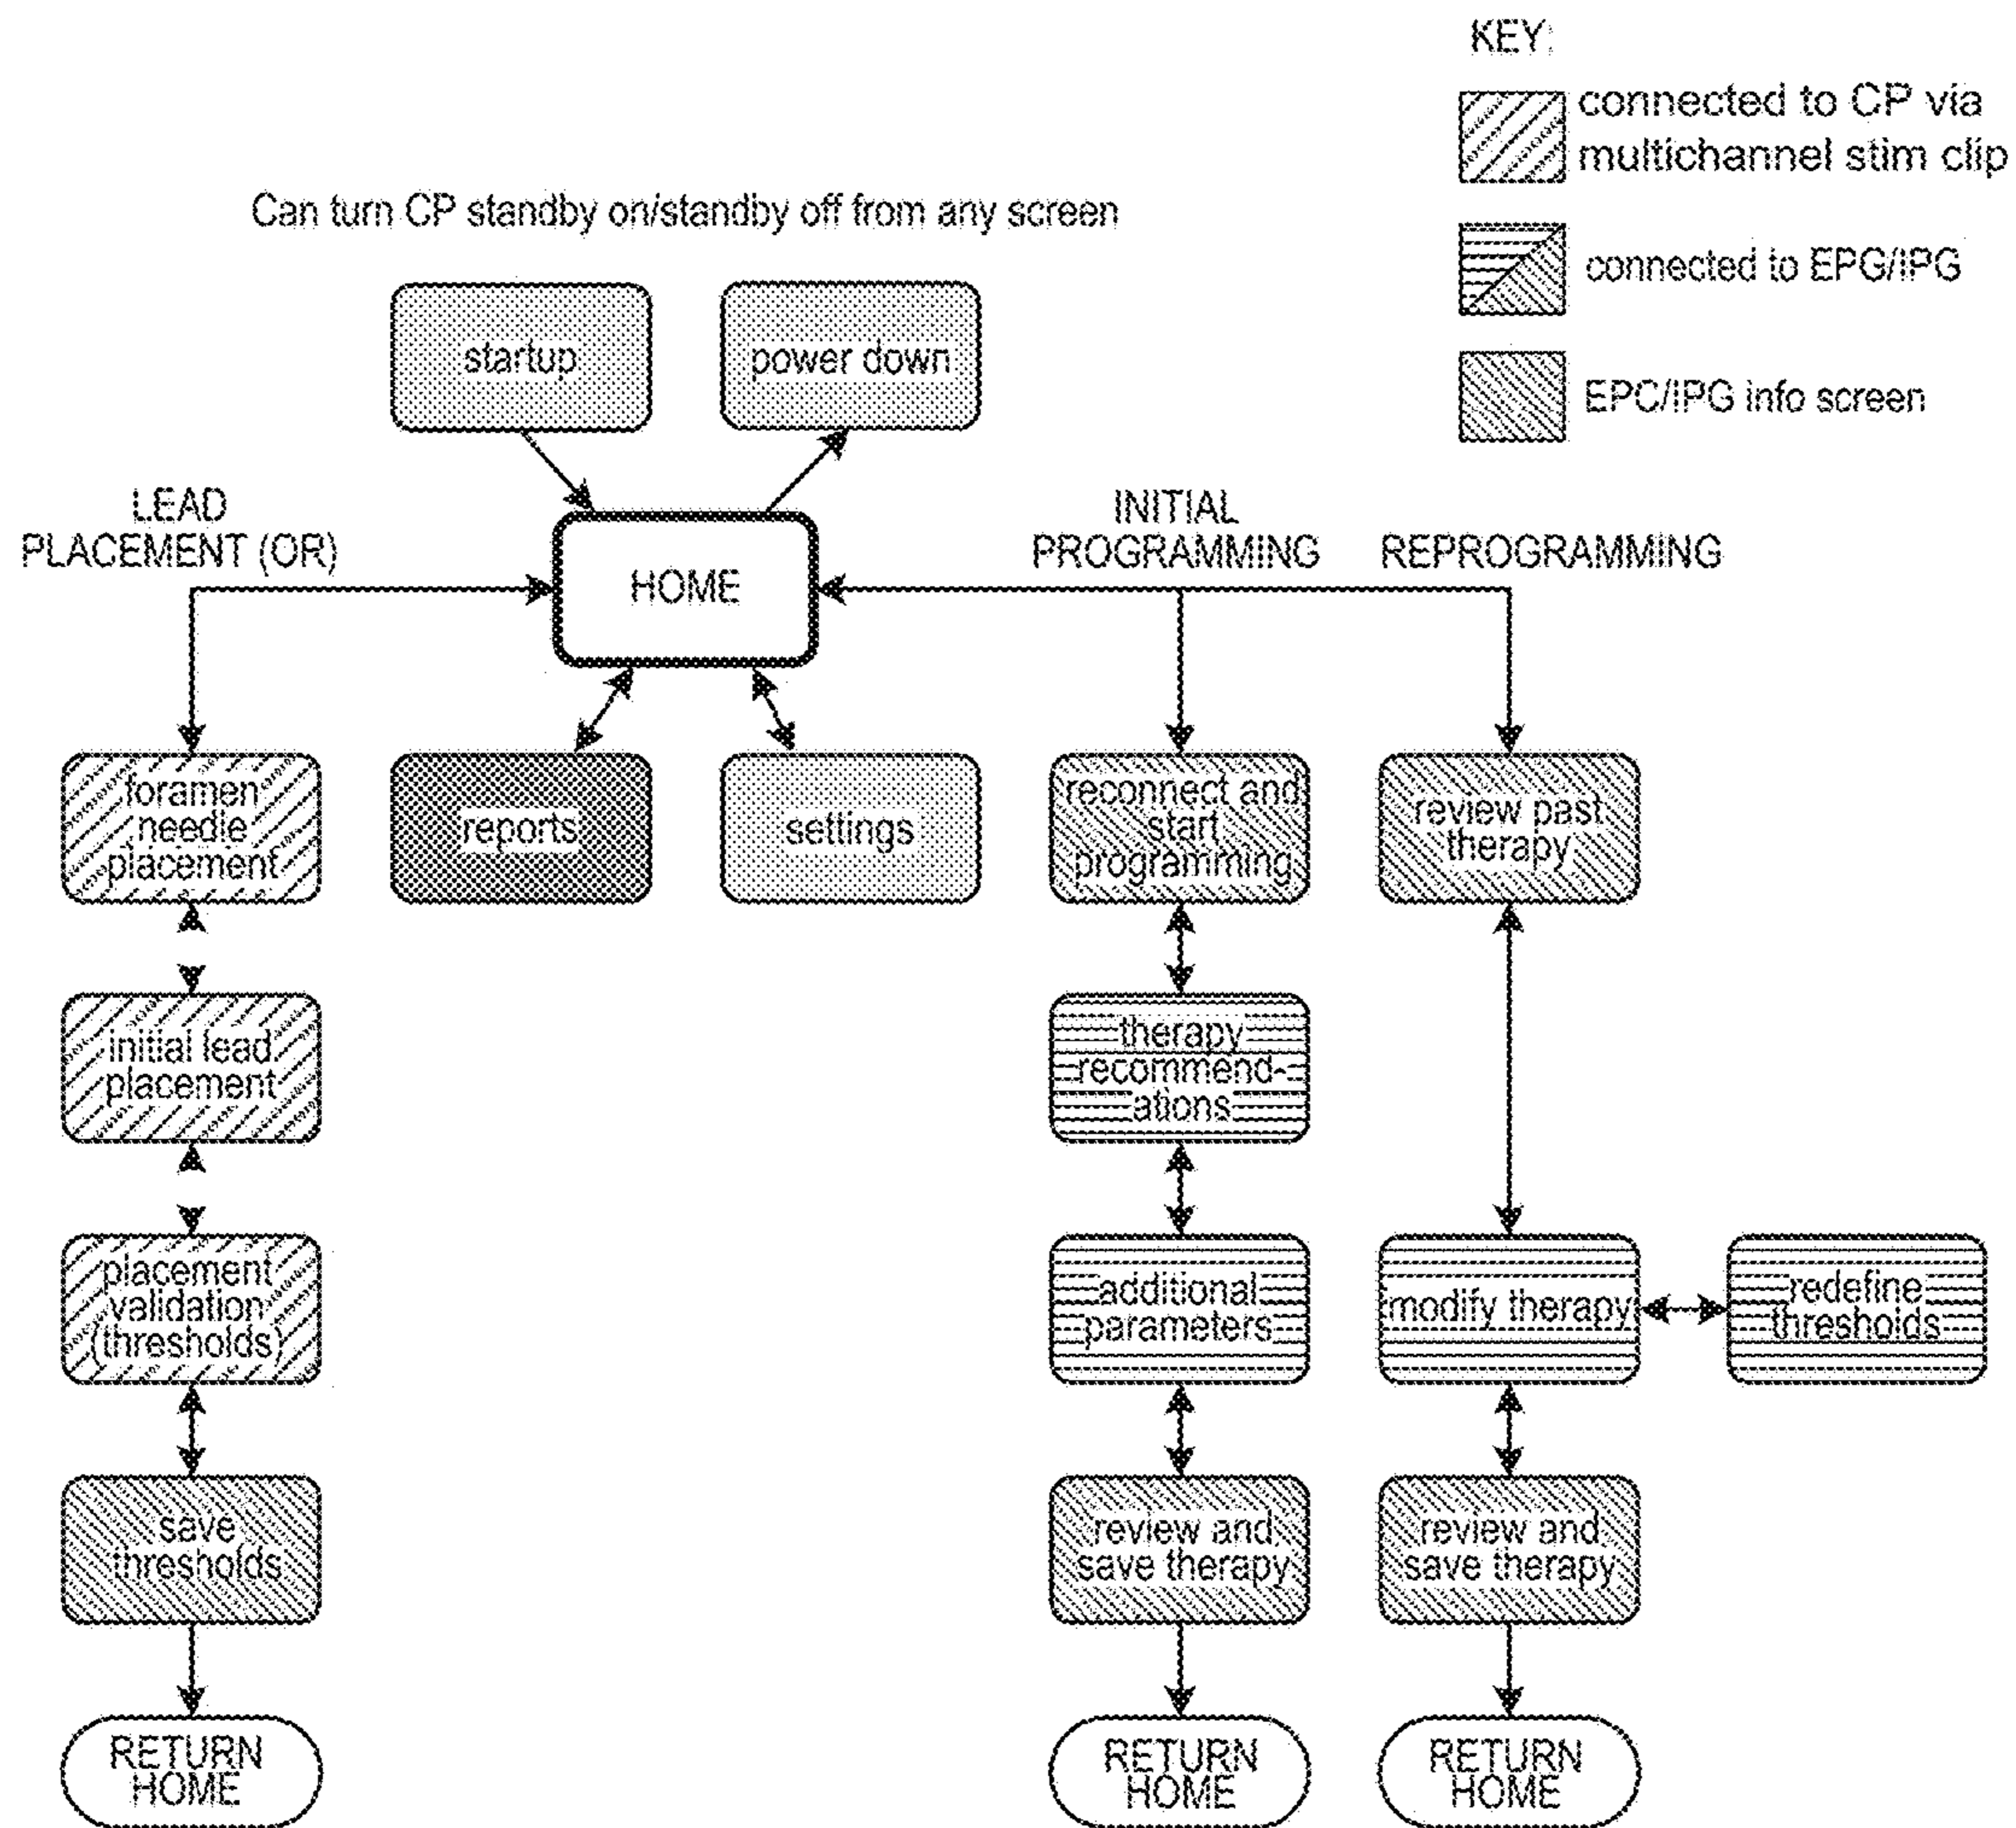 KEY:
connected to CP via
multichannel stim clip
connected to EPG/IPG
EPC/IPG info screen
Can turn CP standby on/standby off from any screen
startup
power down
LEAD
PLACEMENT (OR)
HOME
INITIAL
PROGRAMMING
REPROGRAMMING
foramen
needle
placement
reports
settings
reconnect and
start
programming
review past
therapy
initial lead
placement
therapy
recommend-
ations
placement
validation
(thresholds)
additional
parameters
modify therapy
redefine
thresholds
save
thresholds
review and
save therapy
review and
save therapy
RETURN
HOME
RETURN
HOME
RETURN
HOME